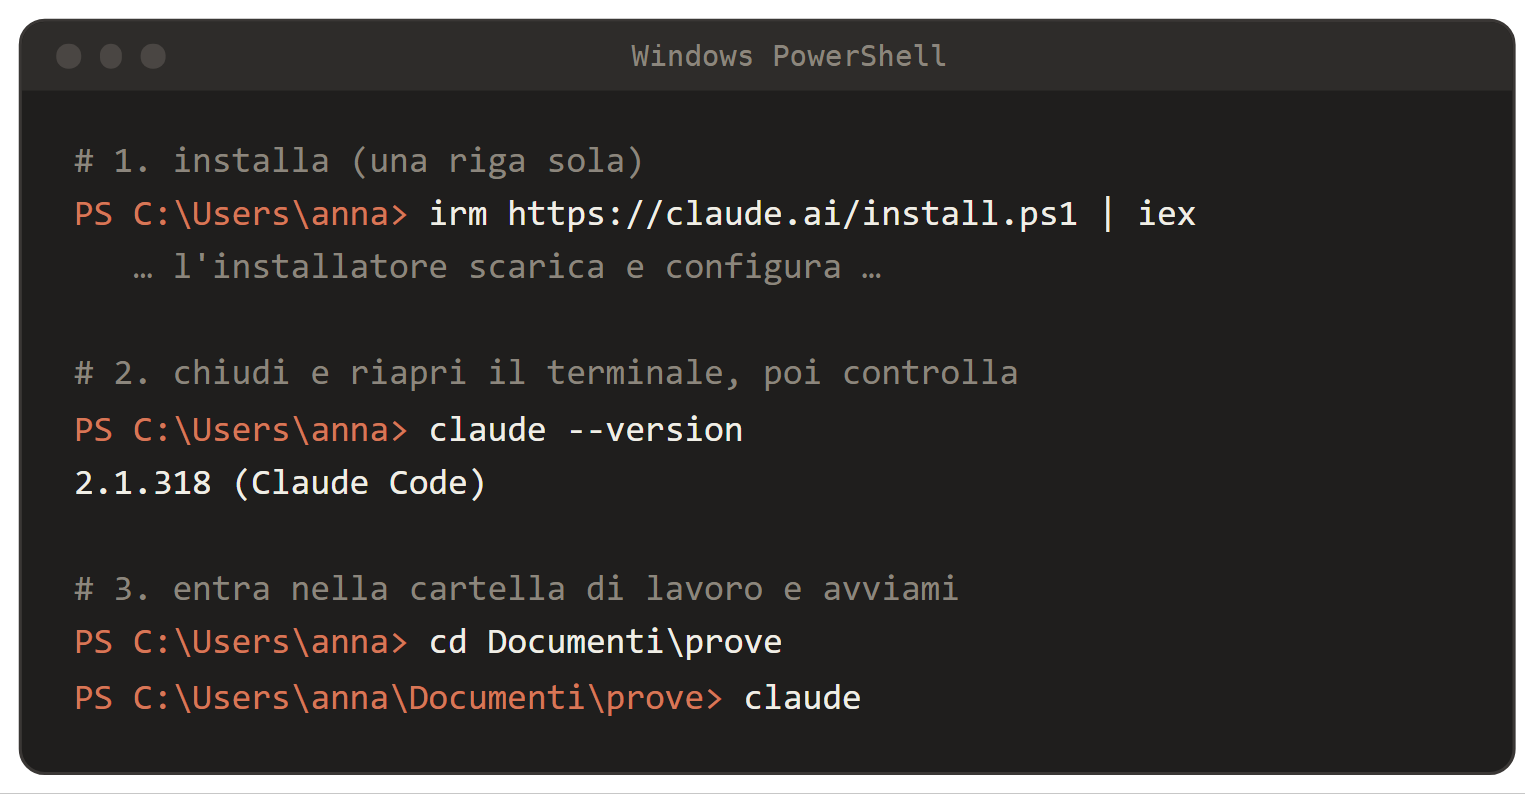 Windows PowerShell
# 1. installa (una riga sola)
PS C:\Users\anna> irm https://claude.ai/install.ps1 | iex
… l'installatore scarica e configura …
# 2. chiudi e riapri il terminale, poi controlla
PS C:\Users\anna> claude --version
2.1.318 (Claude Code)
# 3. entra nella cartella di lavoro e avviami
PS C:\Users\anna> cd Documenti\prove
PS C:\Users\anna\Documenti\prove> claude